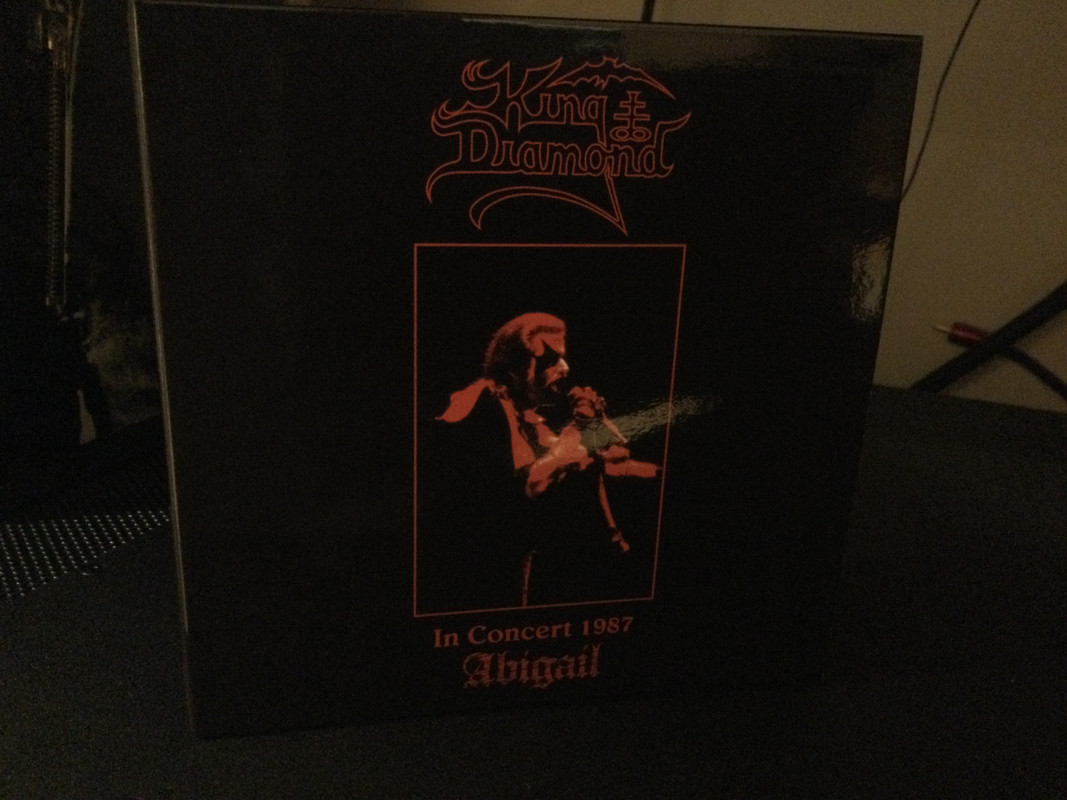 King
Diamond
In Concert 1987
Abigail